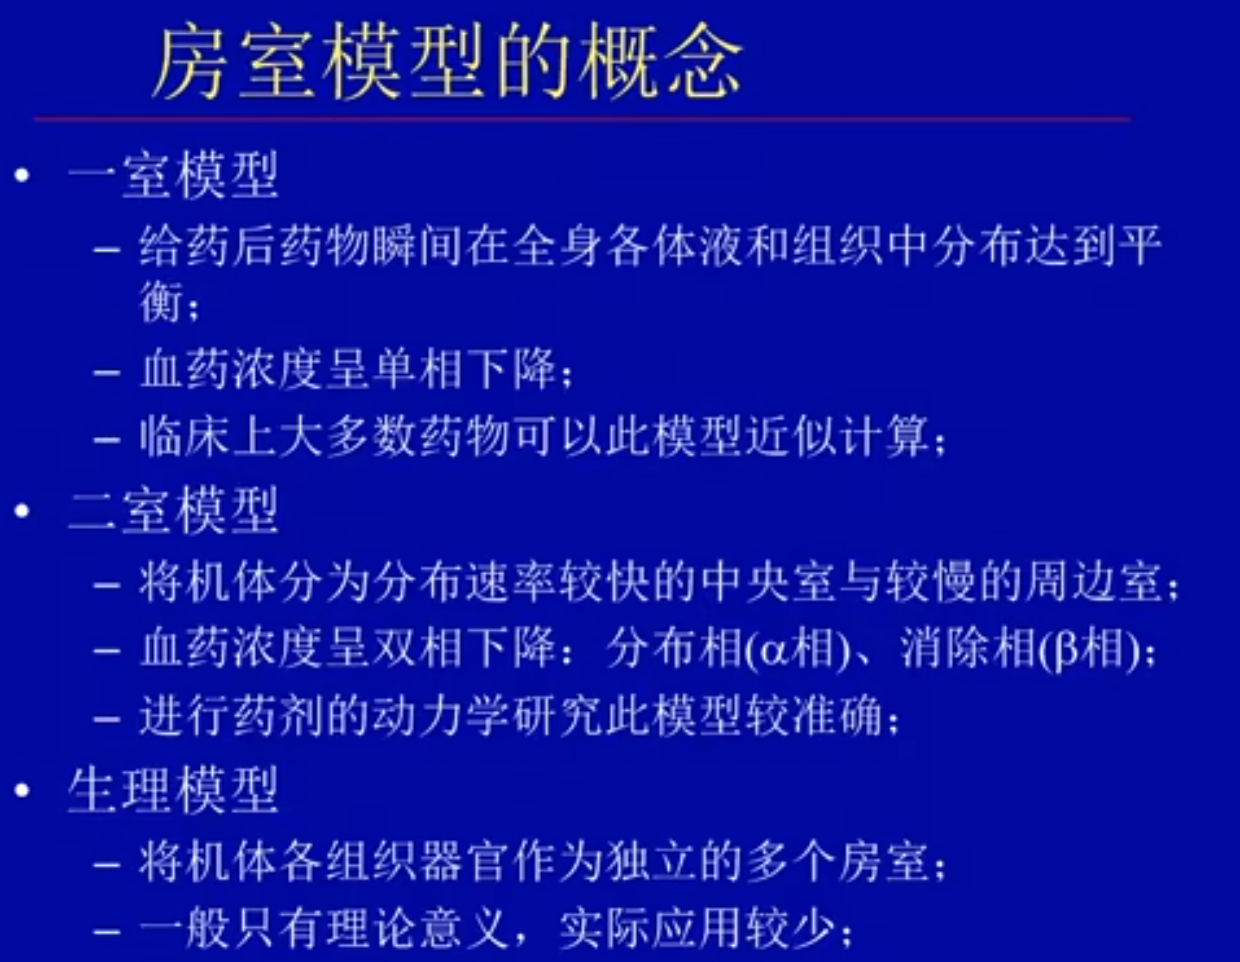 房室模型的概念
• 一室模型
– 给药后药物瞬间在全身各体液和组织中分布达到平
衡；
– 血药浓度呈单相下降；
– 临床上大多数药物可以此模型近似计算；
• 二室模型
– 将机体分为分布速率较快的中央室与较慢的周边室；
– 血药浓度呈双相下降：分布相(α相)、消除相(β相)；
– 进行药剂的动力学研究此模型较准确；
• 生理模型
– 将机体各组织器官作为独立的多个房室；
– 一般只有理论意义，实际应用较少；